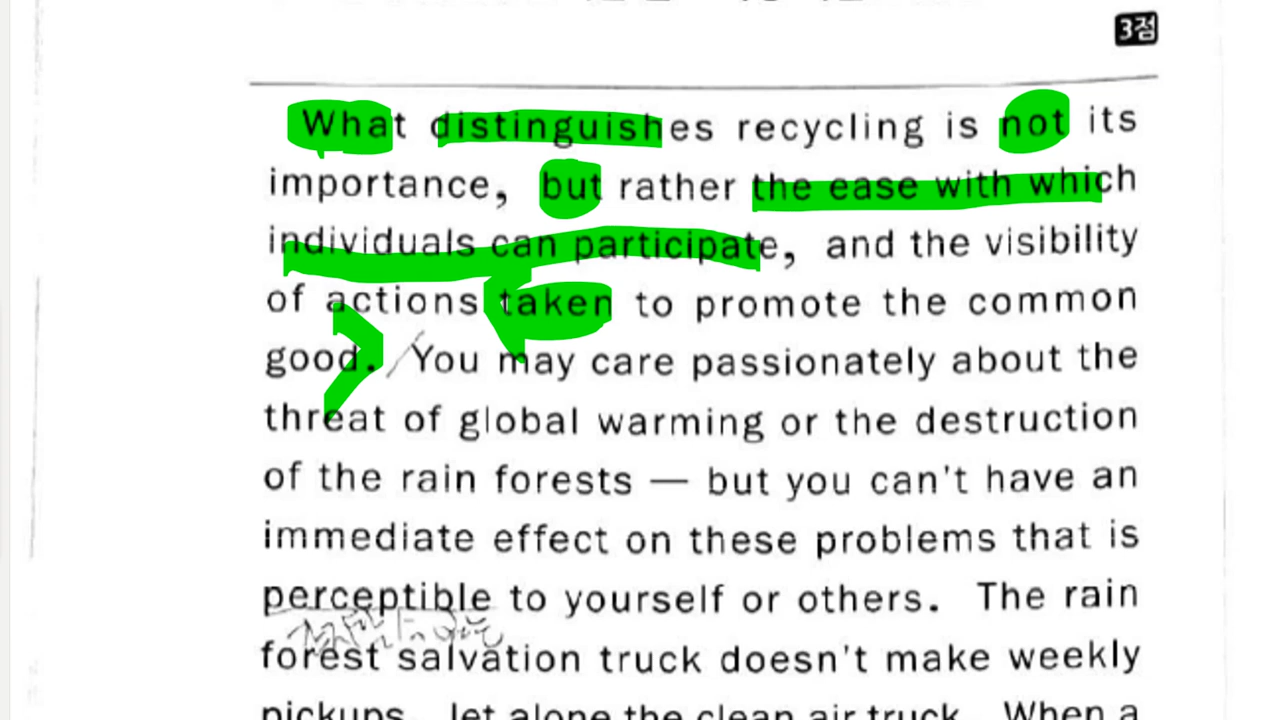 3점
What distinguishes recycling is not its
importance, but rather the ease with which
individuals can participate, and the visibility
of actions taken to promote the common
good. You may care passionately about the
threat of global warming or the destruction
of the rain forests — but you can't have an
immediate effect on these problems that is
perceptible to yourself or others. The rain
forest salvation truck doesn't make weekly
pickups, let alone the clean air truck. When a